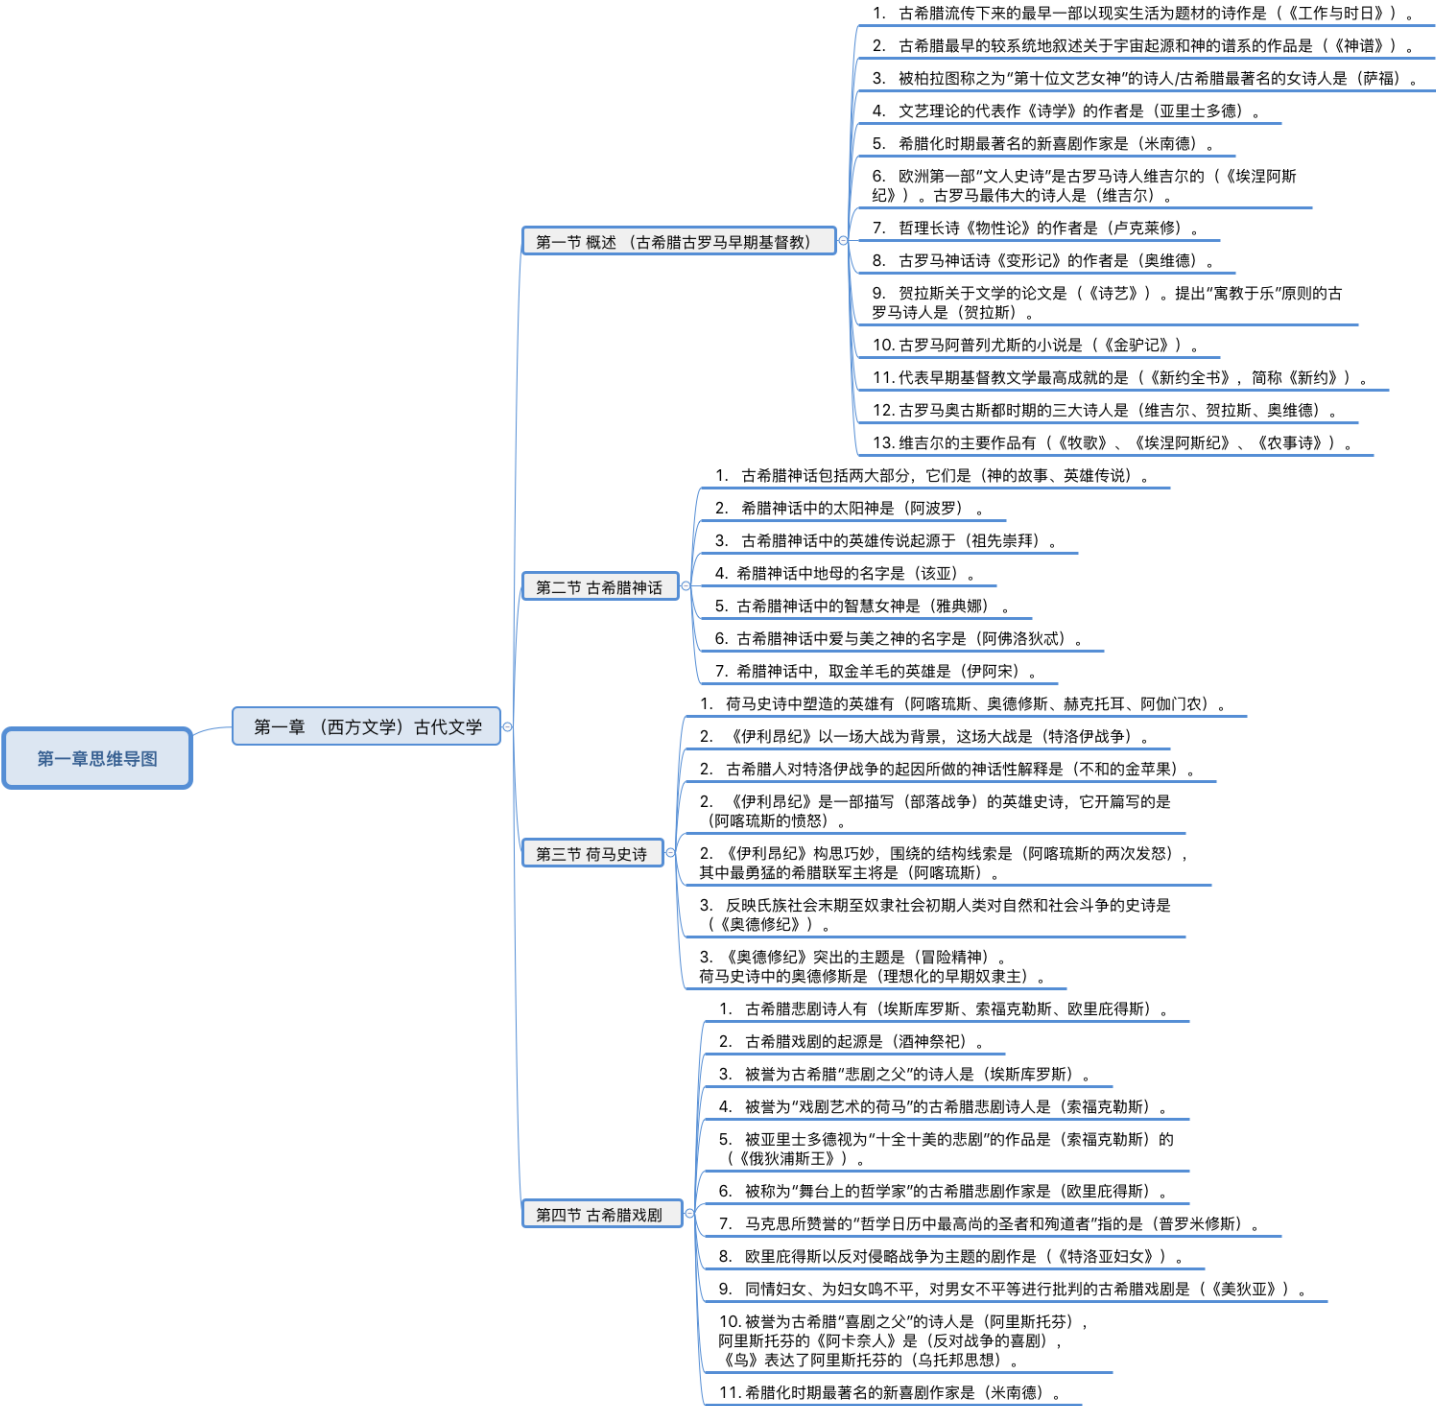 第一章思维导图
第一章 （西方文学）古代文学
第一节 概述 （古希腊古罗马早期基督教）
1. 古希腊流传下来的最早一部以现实生活为题材的诗作是（《工作与时日》）。
2. 古希腊最早的较系统地叙述关于宇宙起源和神的谱系的作品是（《神谱》）。
3. 被柏拉图称之为“第十位文艺女神”的诗人/古希腊最著名的女诗人是（萨福）。
4. 文艺理论的代表作《诗学》的作者是（亚里士多德）。
5. 希腊化时期最著名的新喜剧作家是（米南德）。
6. 欧洲第一部“文人史诗”是古罗马诗人维吉尔的（《埃涅阿斯
纪》）。古罗马最伟大的诗人是（维吉尔）。
7. 哲理长诗《物性论》的作者是（卢克莱修）。
8. 古罗马神话诗《变形记》的作者是（奥维德）。
9. 贺拉斯关于文学的论文是（《诗艺》）。提出“寓教于乐”原则的古
罗马诗人是（贺拉斯）。
10. 古罗马阿普列尤斯的小说是（《金驴记》）。
11. 代表早期基督教文学最高成就的是（《新约全书》，简称《新约》）。
12. 古罗马奥古斯都时期的三大诗人是（维吉尔、贺拉斯、奥维德）。
13. 维吉尔的主要作品有（《牧歌》、《埃涅阿斯纪》、《农事诗》）。
第二节 古希腊神话
1. 古希腊神话包括两大部分，它们是（神的故事、英雄传说）。
2. 希腊神话中的太阳神是（阿波罗） 。
3. 古希腊神话中的英雄传说起源于（祖先崇拜）。
4. 希腊神话中地母的名字是（该亚）。
5. 古希腊神话中的智慧女神是（雅典娜） 。
6. 古希腊神话中爱与美之神的名字是（阿佛洛狄忒）。
7. 希腊神话中，取金羊毛的英雄是（伊阿宋）。
第三节 荷马史诗
1. 荷马史诗中塑造的英雄有（阿喀琉斯、奥德修斯、赫克托耳、阿伽门农）。
2. 《伊利昂纪》以一场大战为背景，这场大战是（特洛伊战争）。
2. 古希腊人对特洛伊战争的起因所做的神话性解释是（不和的金苹果）。
2. 《伊利昂纪》是一部描写（部落战争）的英雄史诗，它开篇写的是
（阿喀琉斯的愤怒）。
2. 《伊利昂纪》构思巧妙，围绕的结构线索是（阿喀琉斯的两次发怒），
其中最勇猛的希腊联军主将是（阿喀琉斯）。
3. 反映氏族社会末期至奴隶社会初期人类对自然和社会斗争的史诗是
（《奥德修纪》）。
3. 《奥德修纪》突出的主题是（冒险精神）。
荷马史诗中的奥德修斯是（理想化的早期奴隶主）。
第四节 古希腊戏剧
1. 古希腊悲剧诗人有（埃斯库罗斯、索福克勒斯、欧里庇得斯）。
2. 古希腊戏剧的起源是（酒神祭祀）。
3. 被誉为古希腊“悲剧之父”的诗人是（埃斯库罗斯）。
4. 被誉为“戏剧艺术的荷马”的古希腊悲剧诗人是（索福克勒斯）。
5. 被亚里士多德视为“十全十美的悲剧”的作品是（索福克勒斯）的
（《俄狄浦斯王》）。
6. 被称为“舞台上的哲学家”的古希腊悲剧作家是（欧里庇得斯）。
7. 马克思所赞誉的“哲学日历中最高尚的圣者和殉道者”指的是（普罗米修斯）。
8. 欧里庇得斯以反对侵略战争为主题的剧作是（《特洛亚妇女》）。
9. 同情妇女、为妇女鸣不平，对男女不平等进行批判的古希腊戏剧是（《美狄亚》）。
10. 被誉为古希腊“喜剧之父”的诗人是（阿里斯托芬），
阿里斯托芬的《阿卡奈人》是（反对战争的喜剧），
《鸟》表达了阿里斯托芬的（乌托邦思想）。
11. 希腊化时期最著名的新喜剧作家是（米南德）。